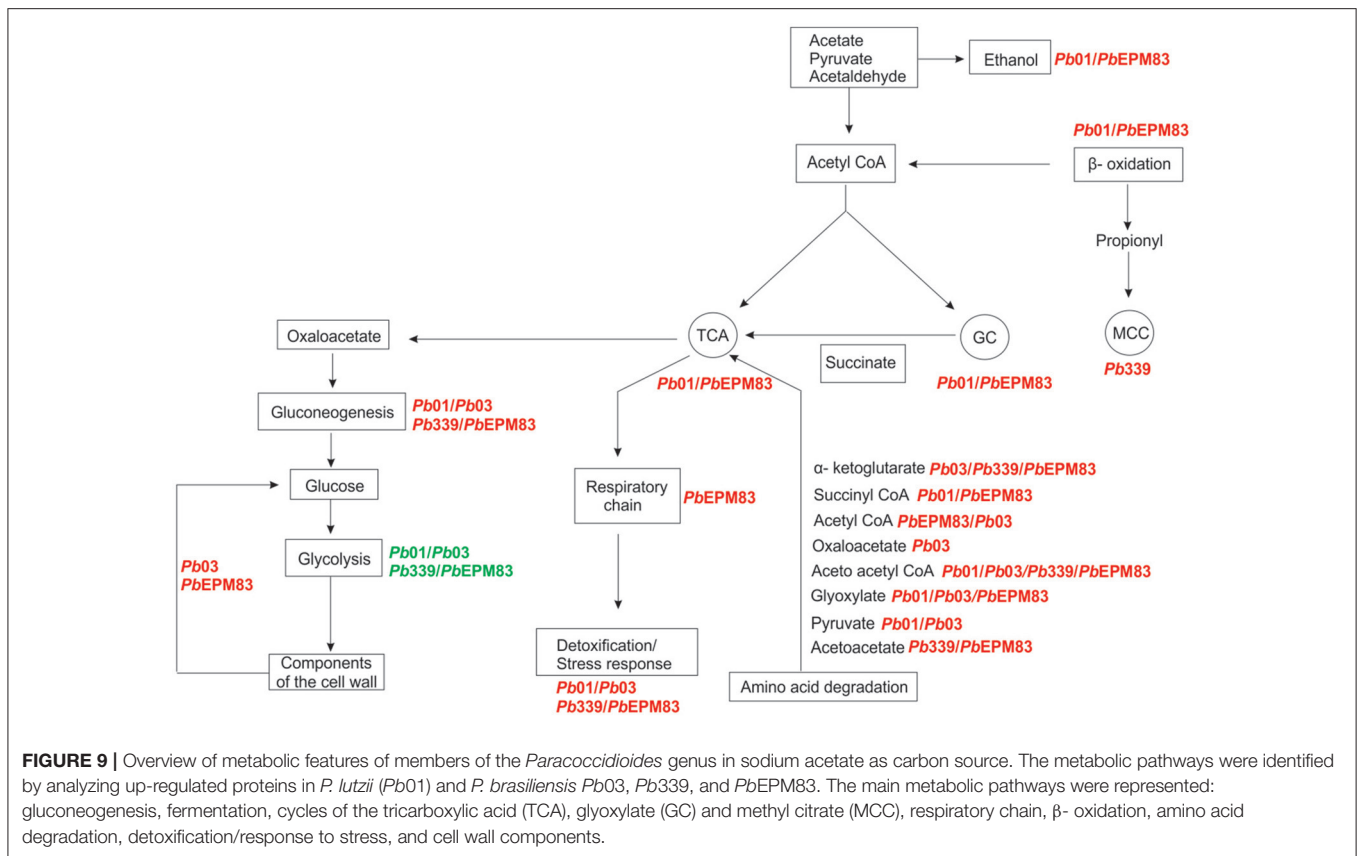 Acetate
Pyruvate
Acetaldehyde
Ethanol
Pb01/PbEPM83
Pb01/PbEPM83
Acetyl CoA
β- oxidation
Propionyl
Oxaloacetate
TCA
GC
MCC
Succinate
Pb339
Pb01/PbEPM83
Pb01/PbEPM83
Gluconeogenesis
Pb01/Pb03
Pb339/PbEPM83
Glucose
Respiratory
chain
PbEPM83
Glycolysis
Pb01/Pb03
Pb339/PbEPM83
Pb03
PbEPM83
Components
of the cell wall
Detoxification/
Stress response
Pb01/Pb03
Pb339/PbEPM83
α- ketoglutarate Pb03/Pb339/PbEPM83
Succinyl CoA Pb01/PbEPM83
Acetyl CoA PbEPM83/Pb03
Oxaloacetate Pb03
Aceto acetyl CoA Pb01/Pb03/Pb339/PbEPM83
Glyoxylate Pb01/Pb03/PbEPM83
Pyruvate Pb01/Pb03
Acetoacetate Pb339/PbEPM83
Amino acid degradation
FIGURE 9 | Overview of metabolic features of members of the Paracoccidioides genus in sodium acetate as carbon source. The metabolic pathways were identified
by analyzing up-regulated proteins in P. lutzii (Pb01) and P. brasiliensis Pb03, Pb339, and PbEPM83. The main metabolic pathways were represented:
gluconeogenesis, fermentation, cycles of the tricarboxylic acid (TCA), glyoxylate (GC) and methyl citrate (MCC), respiratory chain, β- oxidation, amino acid
degradation, detoxification/response to stress, and cell wall components.